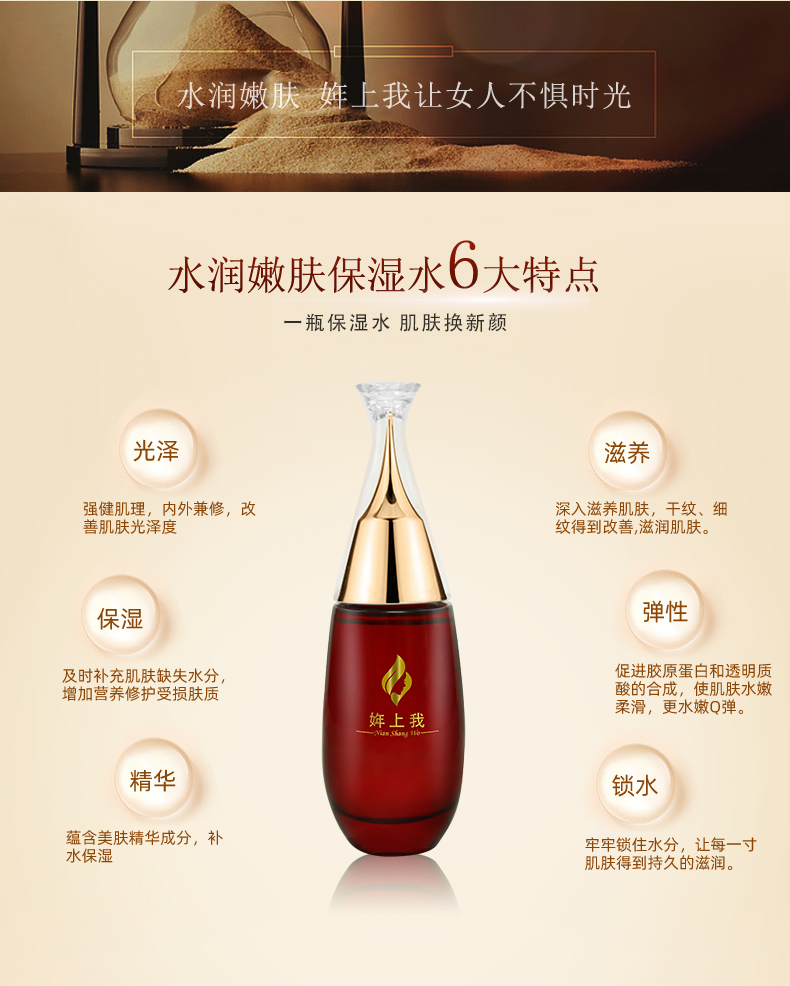 水润嫩肤 姩上我让女人不惧时光
水润嫩肤保湿水6大特点
一瓶保湿水 肌肤换新颜
光泽
强健肌理，内外兼修，改
善肌肤光泽度
保湿
及时补充肌肤缺失水分，
增加营养修护受损肤质
精华
蕴含美肤精华成分，补
水保湿
姩上我
Nian Shang Wo
滋养
深入滋养肌肤，干纹、细
纹得到改善,滋润肌肤。
弹性
促进胶原蛋白和透明质
酸的合成，使肌肤水嫩
柔滑，更水嫩Q弹。
锁水
牢牢锁住水分，让每一寸
肌肤得到持久的滋润。